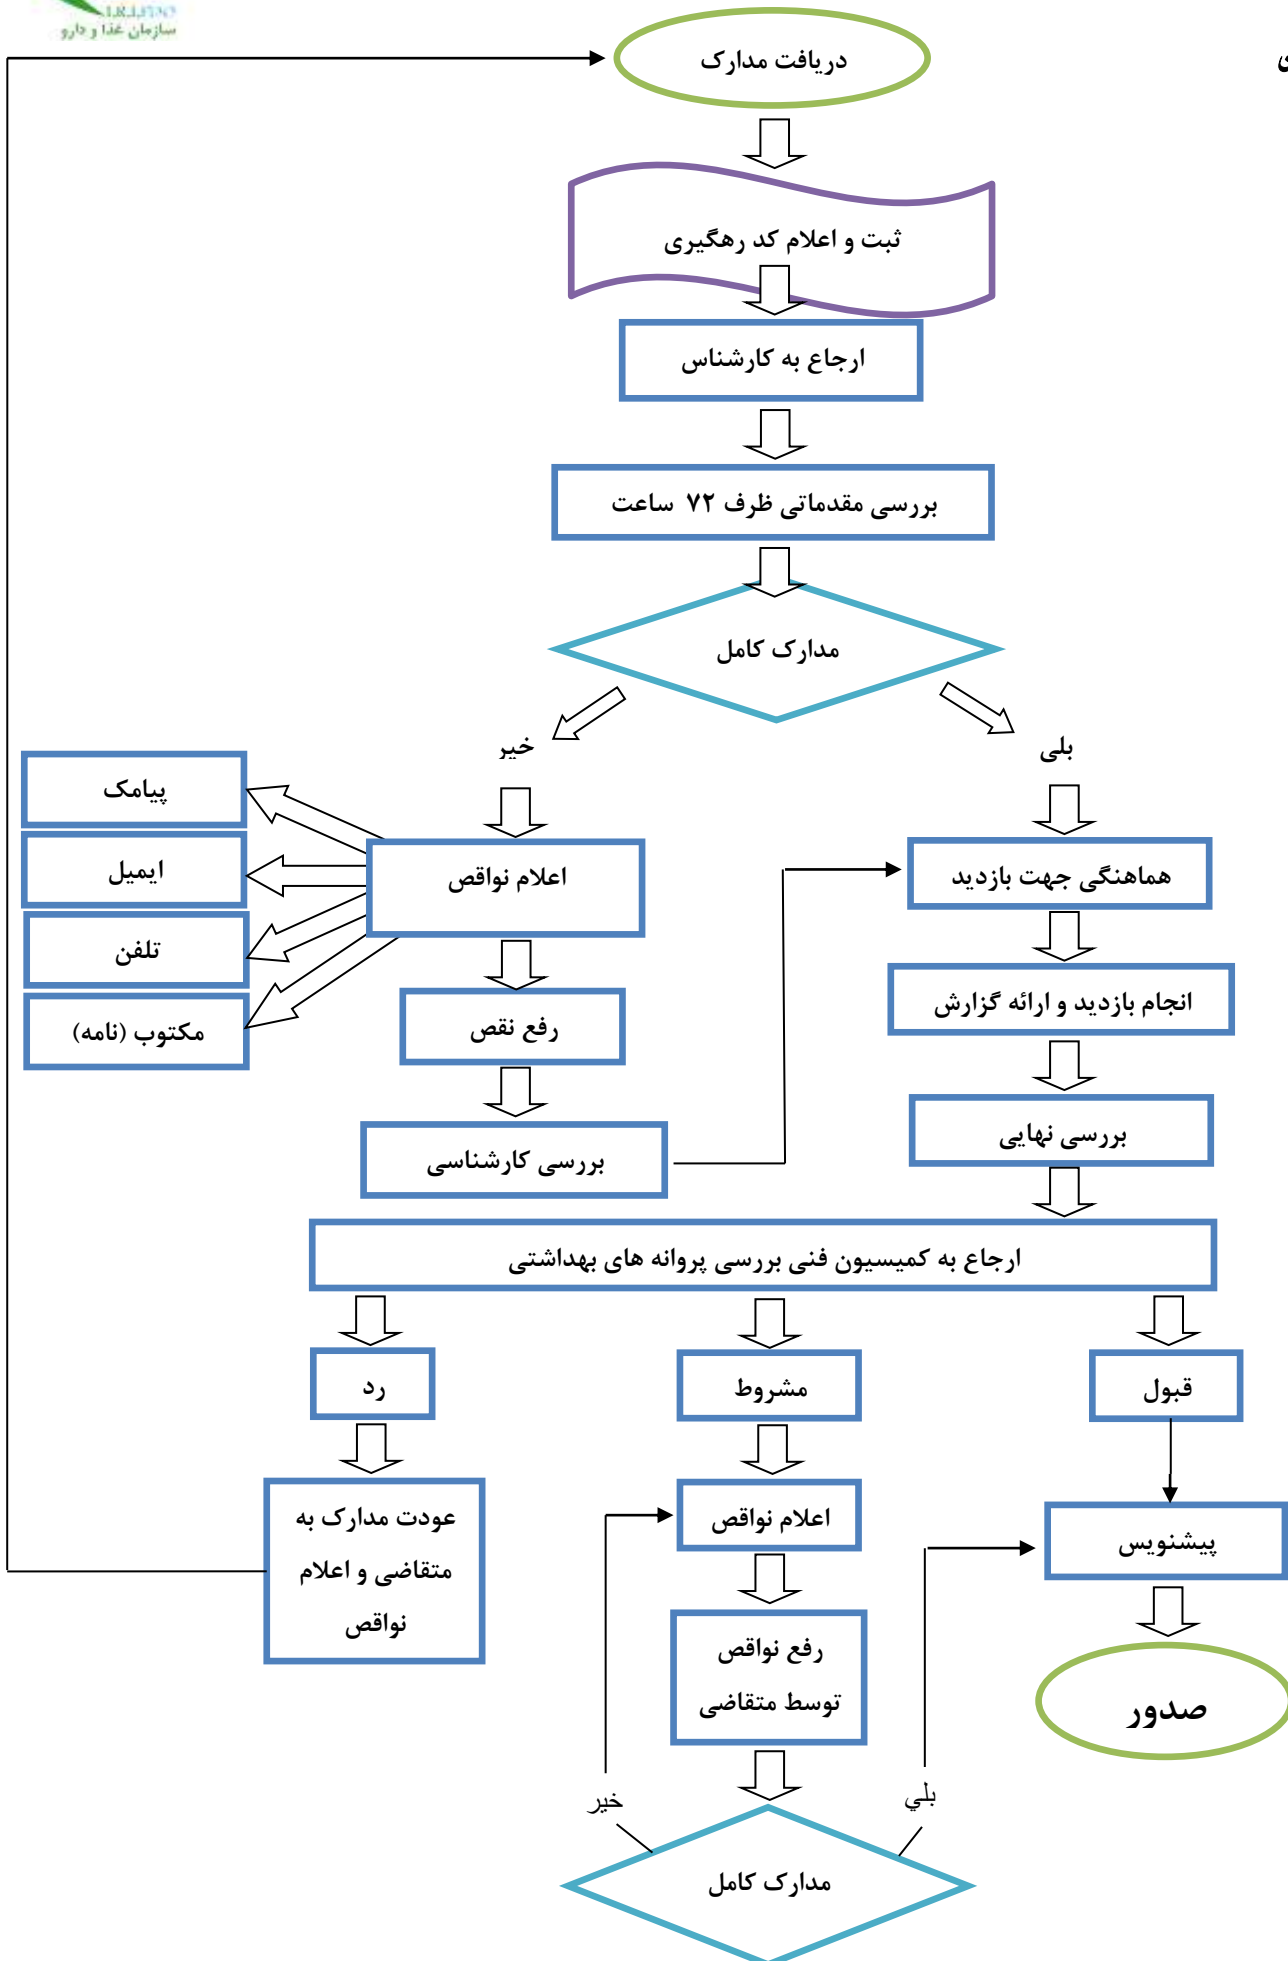 سازمان غذا و دارو
دریافت مدارک
ثبت و اعلام کد رهگیری
ارجاع به کارشناس
بررسی مقدماتی ظرف ۷۲ ساعت
مدارک کامل
بلی
خیر
هماهنگی جهت بازدید
انجام بازدید و ارائه گزارش
بررسی نهایی
اعلام نواقص
پیامک
ایمیل
تلفن
مکتوب (نامه)
رفع نقص
بررسی کارشناسی
ارجاع به کمیسیون فنی بررسی پروانه های بهداشتی
قبول
مشروط
رد
پیشنویس
صدور
اعلام نواقص
رفع نواقص
توسط متقاضی
عودت مدارک به
متقاضی و اعلام
نواقص
بلي
خیر
مدارک کامل